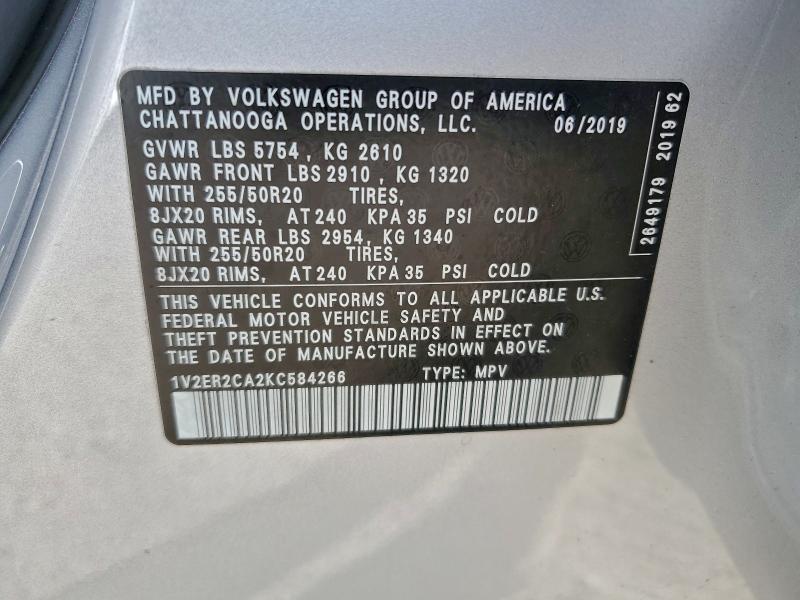 MFD BY VOLKSWAGEN GROUP OF AMERICA
CHATTANOOGA OPERATIONS, LLC. 06/2019
GVWR LBS 5754 , KG 2610
GAWR FRONT LBS 2910 , KG 1320
WITH 255/50R20 TIRES,
8JX20 RIMS, AT 240 KPA 35 PSI COLD
GAWR REAR LBS 2954, KG 1340
WITH 255/50R20 TIRES,
8JX20 RIMS, AT 240 KPA 35 PSI COLD
THIS VEHICLE CONFORMS TO ALL APPLICABLE U.S.
FEDERAL MOTOR VEHICLE SAFETY AND
THEFT PREVENTION STANDARDS IN EFFECT ON
THE DATE OF MANUFACTURE SHOWN ABOVE.
1V2ER2CA2KC584266 TYPE: MPV
2649179 2019 62